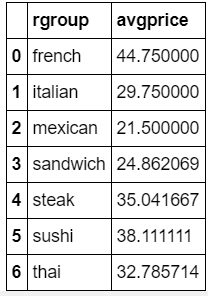 rgroup avgprice
0 french 44.750000
1 italian 29.750000
2 mexican 21.500000
3 sandwich 24.862069
4 steak 35.041667
5 sushi 38.111111
6 thai 32.785714